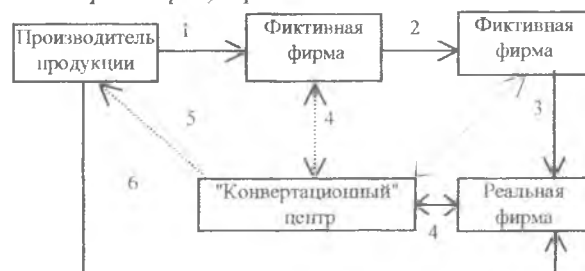 Производитель
продукции
1
Фиктивная
фирма
2
Фиктивная
фирма
5
4
3
6
"Конвертационный"
центр
4
Реальная
фирма